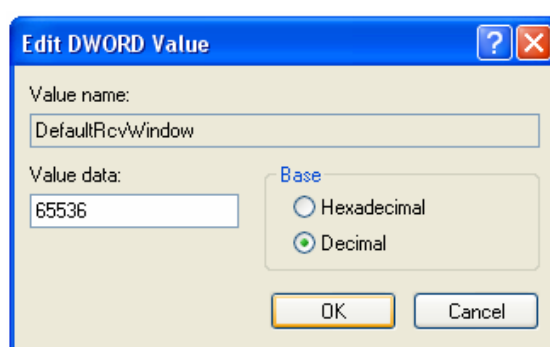 Edit DWORD Value
Value name:
DefaultRcvWindow
Value data:
65536
Base
Hexadecimal
Decimal
OK
Cancel